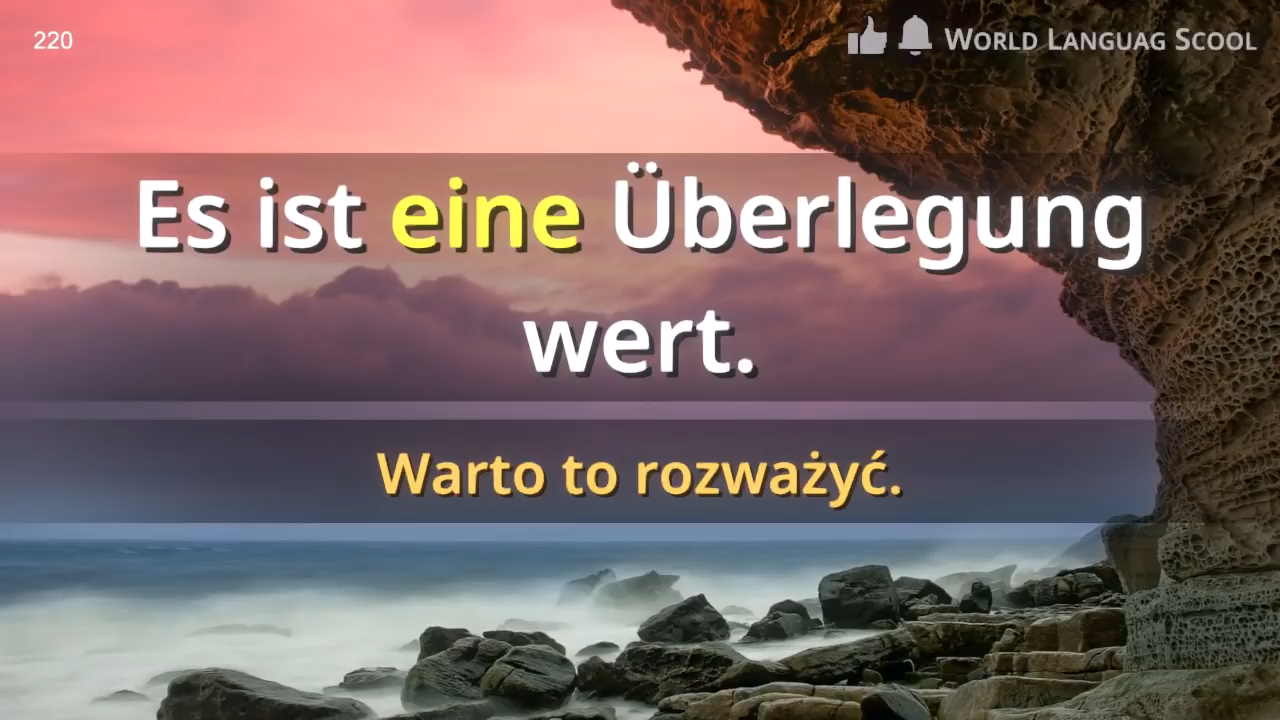 220
World Languag Scool
Es ist eine Überlegung
wert.
Warto to rozważyć.